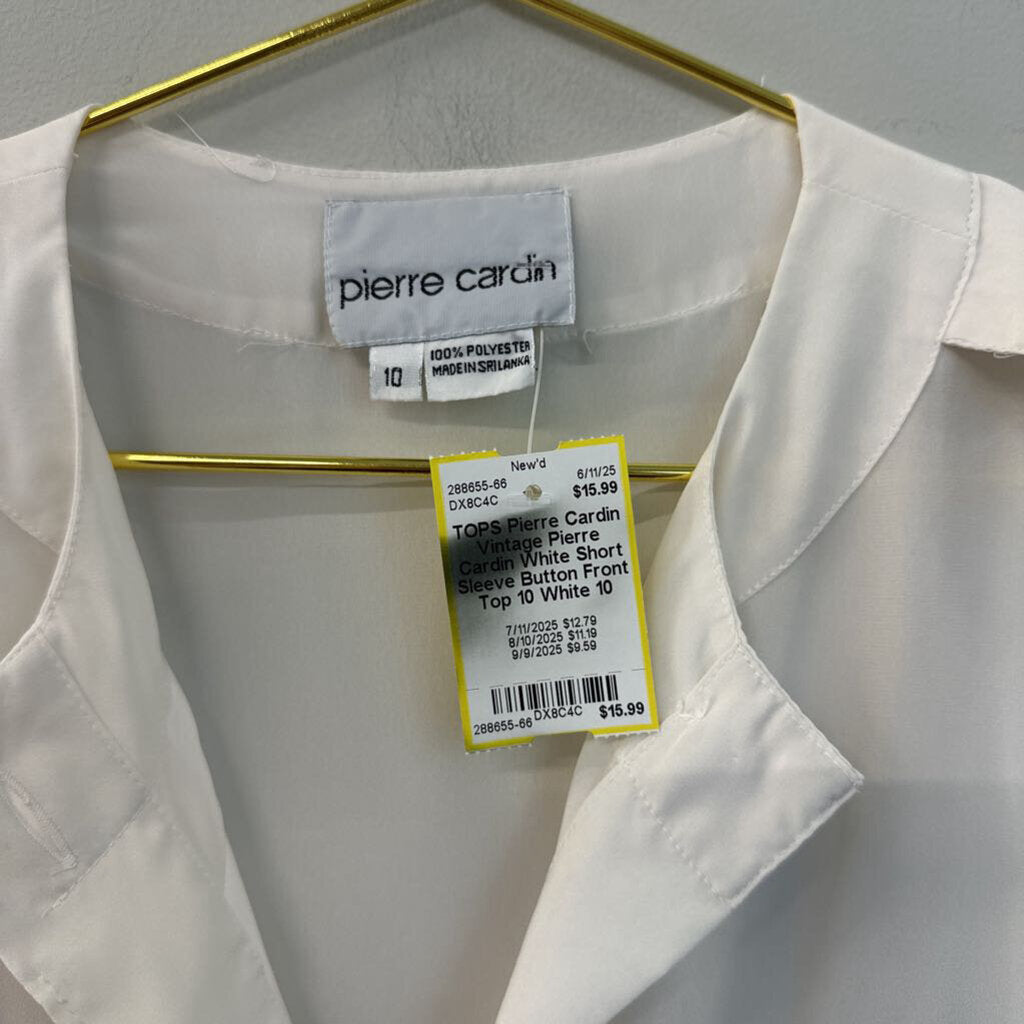 pierre cardin
10
100% POLYESTER
MADE IN SRI LANKA
New'd
288655-66
6/11/25
DX8C4C
$15.99
TOPS Pierre Cardin
Vintage Pierre
Cardin White Short
Sleeve Button Front
Top 10 White 10
7/11/2025 $12.79
8/10/2025 $11.19
9/9/2025 $9.59
288655-66 DX8C4C $15.99